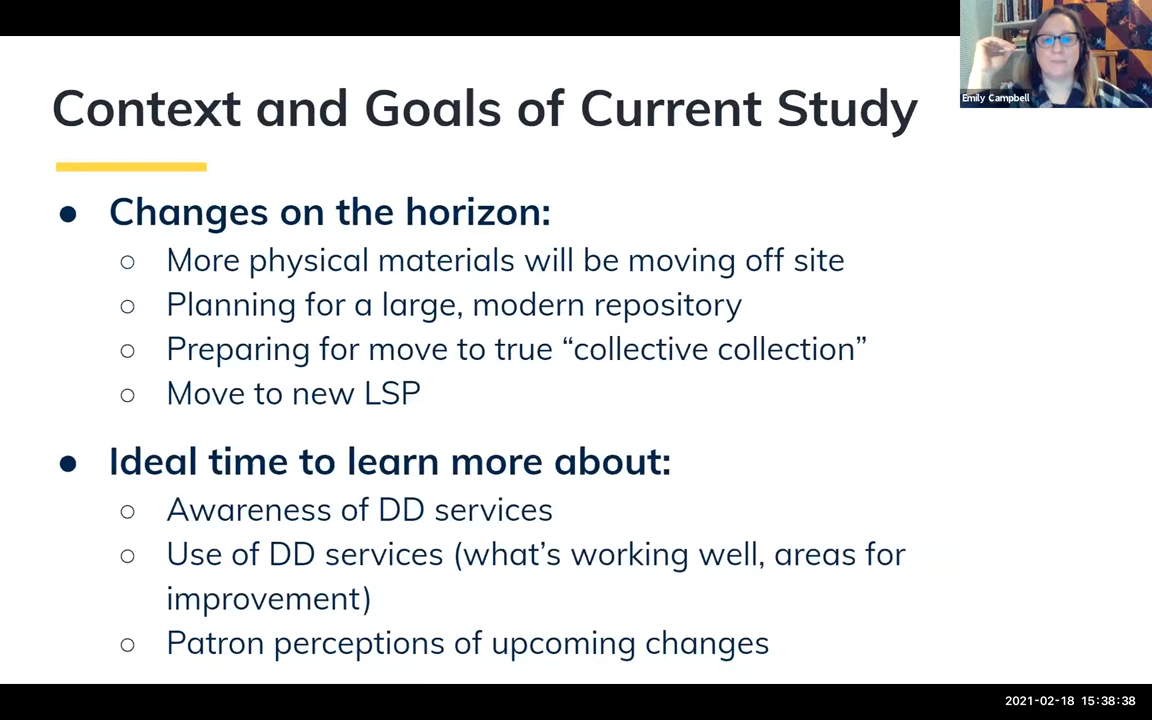 Context and Goals of Current Study
Emily Campbell
● Changes on the horizon:
○ More physical materials will be moving off site
○ Planning for a large, modern repository
○ Preparing for move to true “collective collection”
○ Move to new LSP
● Ideal time to learn more about:
○ Awareness of DD services
○ Use of DD services (what’s working well, areas for
improvement)
○ Patron perceptions of upcoming changes
2021-02-18 15:38:38